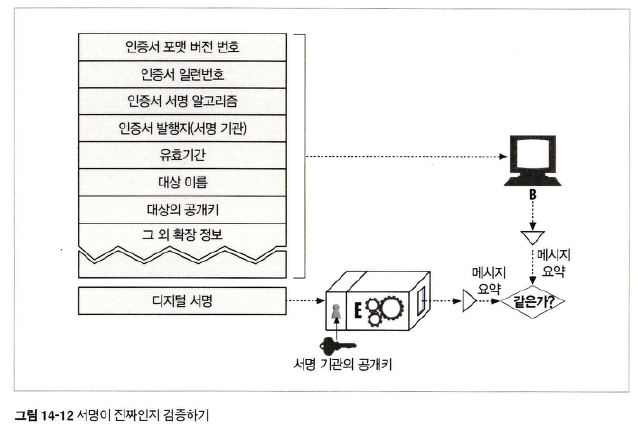 인증서 포맷 버전 번호
인증서 일련번호
인증서 서명 알고리즘
인증서 발행자(서명 기관)
유효기간
대상 이름
대상의 공개키
그 외 확장 정보
디지털 서명
E
서명 기관의 공개키
B
메시지
요약
메시지
요약
같은가?
그림 14-12 서명이 진짜인지 검증하기